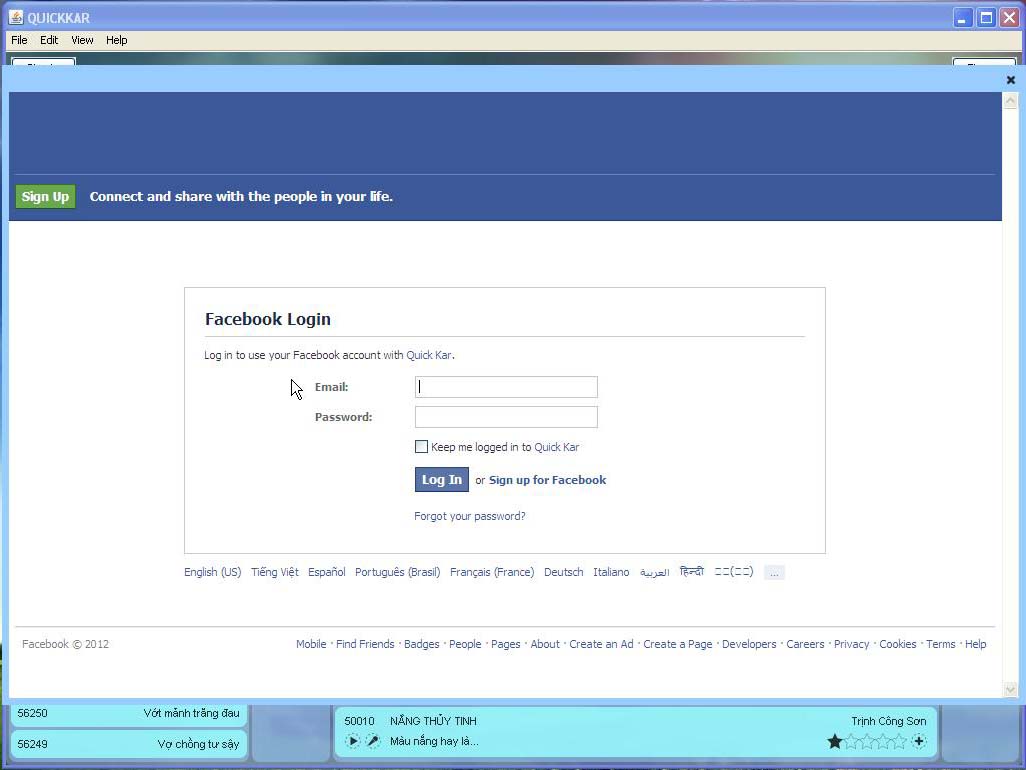 QUICKKAR
File Edit View Help
Sign Up Connect and share with the people in your life.
Facebook Login
Log in to use your Facebook account with Quick Kar.
Email:
Password:
Keep me logged in to Quick Kar
Log In or Sign up for Facebook
Forgot your password?
English (US) Tiếng Việt Español Português (Brasil) Français (France) Deutsch Italiano العربية हिन्दी ... 
Facebook © 2012
Mobile · Find Friends · Badges · People · Pages · About · Create an Ad · Create a Page · Developers · Careers · Privacy · Cookies · Terms · Help
56250 Vớt mảnh trăng đau
56249 Vợ chồng tư sậy
50010 NẮNG THỦY TINH Trịnh Công Sơn
Màu nắng hay là...